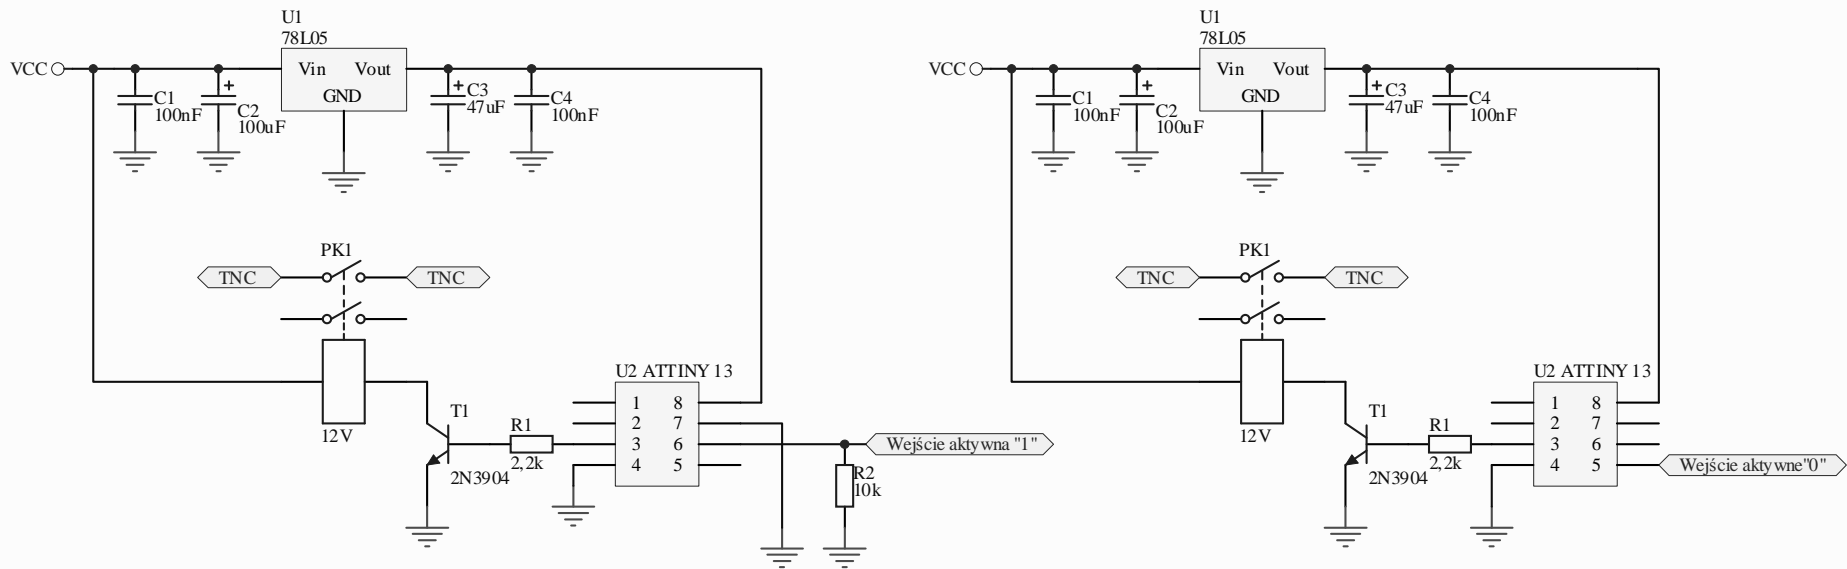 U1
78L05
VCC
Vin
Vout
GND
C1
100nF
C2
100uF
C3
47uF
C4
100nF
PK1
TNC
TNC
12V
T1
2N3904
R1
2,2k
U2 ATTINY 13
1
8
2
7
3
6
4
5
Wejście aktywna "1"
R2
10k
U1
78L05
VCC
Vin
Vout
GND
C1
100nF
C2
100uF
C3
47uF
C4
100nF
PK1
TNC
TNC
12V
T1
2N3904
R1
2,2k
U2 ATTINY 13
1
8
2
7
3
6
4
5
Wejście aktywne"0"